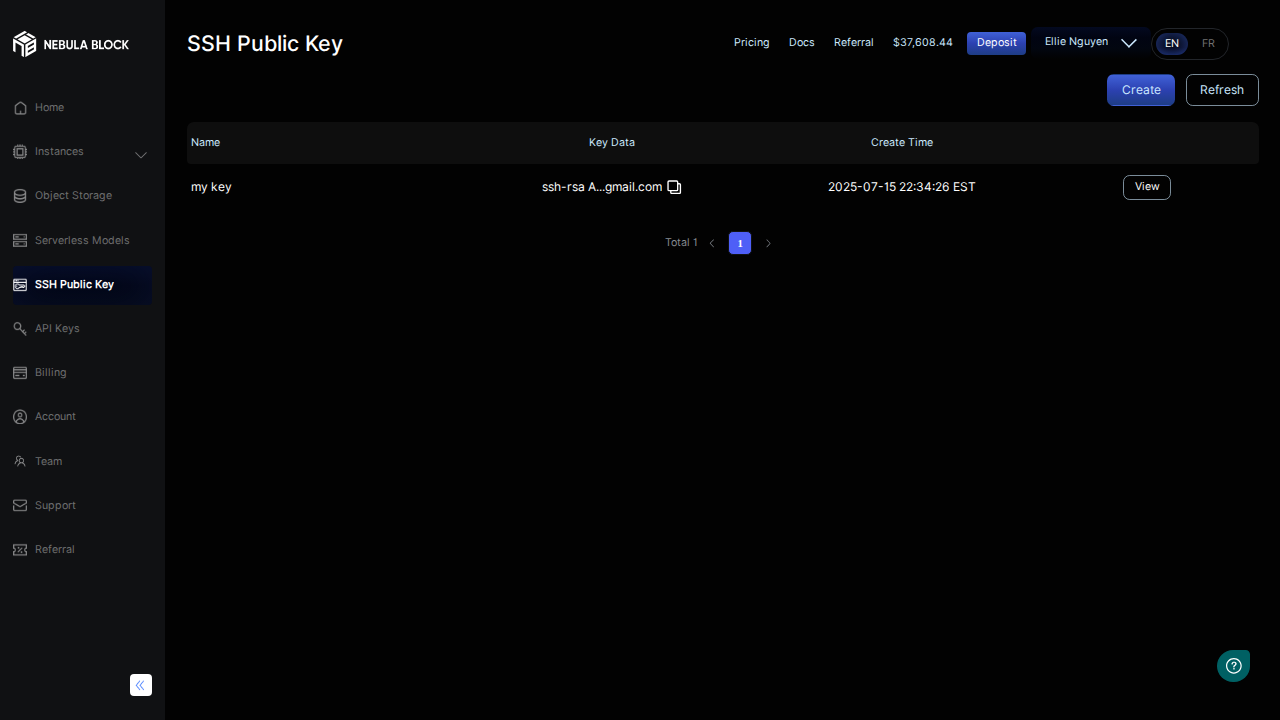 NEBULA BLOCK
SSH Public Key
Pricing
Docs
Referral
$37,608.44
Deposit
Ellie Nguyen
EN
FR
Home
Instances
Object Storage
Serverless Models
SSH Public Key
API Keys
Billing
Account
Team
Support
Referral
Create
Refresh
Name
Key Data
Create Time
my key
ssh-rsa A...gmail.com
2025-07-15 22:34:26 EST
View
Total 1
1